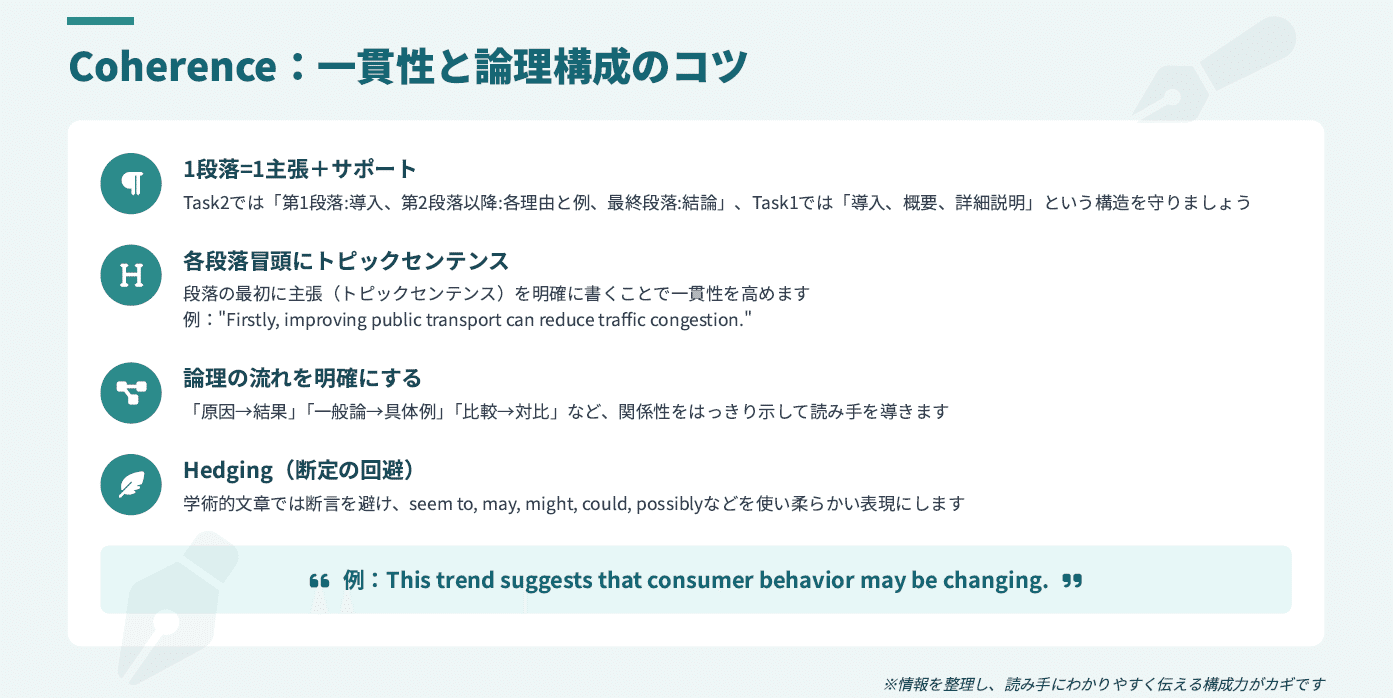 Coherence：一貫性と論理構成のコツ
1段落=1主張＋サポート
Task2では「第1段落:導入、第2段落以降:各理由と例、最終段落:結論」、Task1では「導入、概要、詳細説明」という構造を守りましょう
各段落冒頭にトピックセンテンス
段落の最初に主張（トピックセンテンス）を明確に書くことで一貫性を高めます
例："Firstly, improving public transport can reduce traffic congestion."
論理の流れを明確にする
「原因→結果」「一般論→具体例」「比較→対比」など、関係性をはっきり示して読み手を導きます
Hedging（断定の回避）
学術的文章では断言を避け、seem to, may, might, could, possiblyなどを使い柔らかい表現にします
“ 例：This trend suggests that consumer behavior may be changing. ”
※情報を整理し、読み手にわかりやすく伝える構成力がカギです